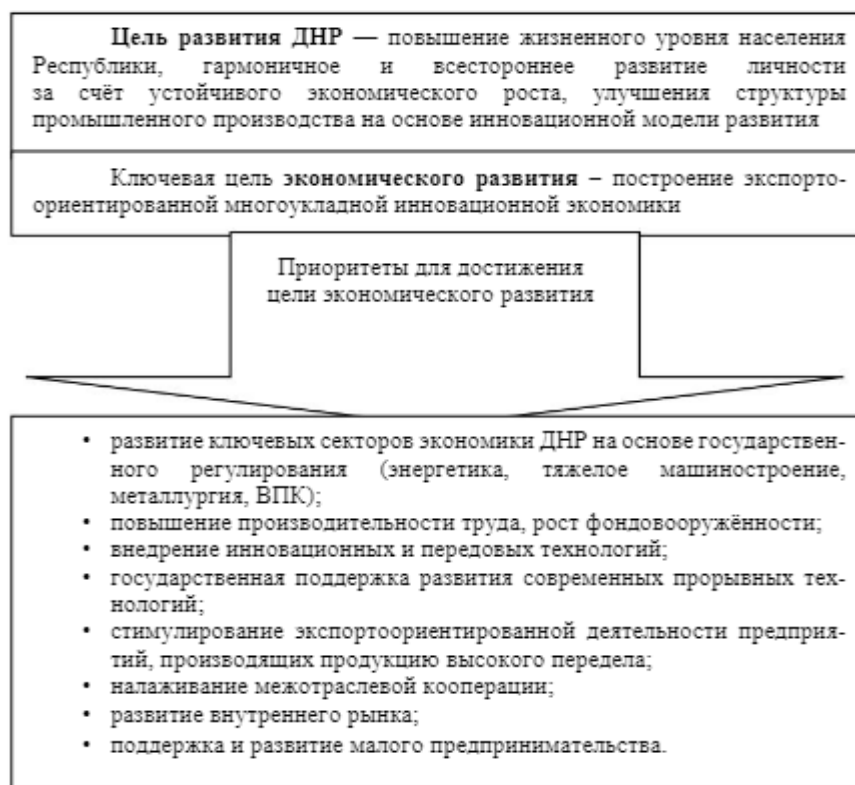 Цель развития ДНР — повышение жизненного уровня населения
Республики, гармоничное и всестороннее развитие личности
за счёт устойчивого экономического роста, улучшения структуры
промышленного производства на основе инновационной модели развития
Ключевая цель экономического развития – построение экспорто-
ориентированной многоукладной инновационной экономики
Приоритеты для достижения
цели экономического развития
• развитие ключевых секторов экономики ДНР на основе государствен-
ного регулирования (энергетика, тяжелое машиностроение,
металлургия, ВПК);
• повышение производительности труда, рост фондовооружённости;
• внедрение инновационных и передовых технологий;
• государственная поддержка развития современных прорывных тех-
нологий;
• стимулирование экспортоориентированной деятельности предприя-
тий, производящих продукцию высокого передела;
• налаживание межотраслевой кооперации;
• развитие внутреннего рынка;
• поддержка и развитие малого предпринимательства.